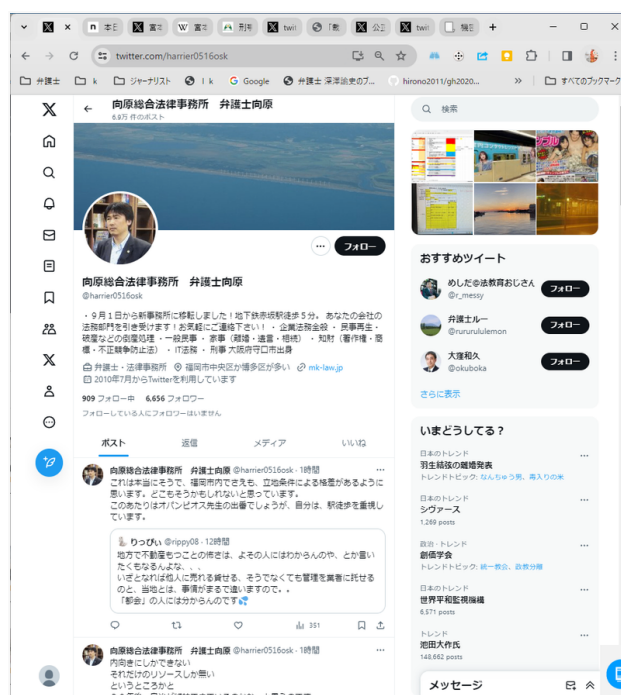 本E
富ネ
富ネ
刑事
twit
「教
公正
twit
機E
twitter.com/harrier0516osk
弁護士
k
ジャーナリスト
I k
Google
弁護士 深澤諭史のブ...
hirono2011/gh2020...
»
すべてのブックマーク
向原総合法律事務所　弁護士向原
6.9万 件のポスト
検索
フォロー
向原総合法律事務所　弁護士向原
@harrier0516osk
・９月１日から新事務所に移転しました！地下鉄赤坂駅徒歩５分。 あなたの会社の
法務部門を引き受けます！お気軽にご連絡下さい！ ・企業法務全般 ・民事再生・
破産などの倒産処理 ・一般民事 ・家事（離婚・遺言・相続） ・知財（著作権・商
標・不正競争防止法） ・IT法務 ・刑事 大阪府守口市出身
弁護士・法律事務所
福岡市中央区か博多区が多い
mk-law.jp
2010年7月からTwitterを利用しています
909 フォロー中　6,656 フォロワー
フォローしている人にフォロワーはいません
ポスト
返信
メディア
いいね
向原総合法律事務所　弁護士向原 @harrier0516osk · 1時間
これは本当にそうで、福岡市内でさえも、立地条件による格差があるように
思います。どこもそうかもしれないと思っています。
このあたりはオパンピオス先生の出番でしょうが、自分は、駅徒歩を重視し
ています。
りっぴぃ @rippy08 · 12時間
地方で不動産もつことの怖さは、よその人にはわからんのや、とか言い
たくもなるんよな、、、
いざとなれば他人に売れる貸せる、そうでなくても管理を業者に託せる
のと、当地とは、事情がまるで違いますので。。
「都会」の人には分からんのです💦
351
向原総合法律事務所　弁護士向原 @harrier0516osk · 1時間
内向きにしかできない
それだけのリソースしか無い
というところかと
おすすめツイート
めしだ@法教育おじさん
@r_messy
フォロー
弁護士ルー
@rurururulemon
フォロー
大窪和久
@okuboka
フォロー
さらに表示
いまどうしてる？
日本のトレンド
羽生結弦の離婚発表
トレンドトピック: なんちゅう男、毒入りの米
日本のトレンド
シヴァース
1,269 posts
政治・トレンド
創価学会
トレンドトピック: 統一教会、政教分離
日本のトレンド
世界平和監視機構
6,571 posts
トレンド
池田大作氏
148,662 posts
メッセージ